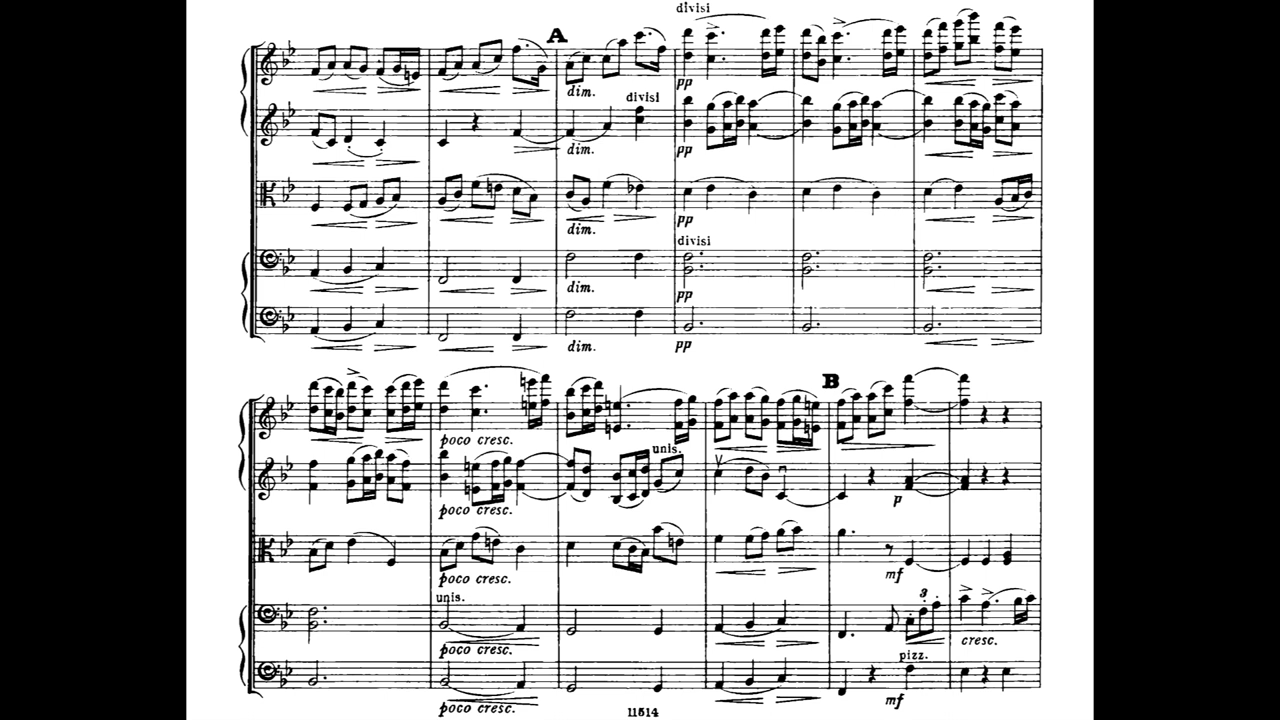 divisi
A
dim. divisi pp
dim. pp
dim. pp
divisi
dim. pp
dim. pp
B
poco cresc.
unis.
poco cresc. p
poco cresc. mf
unis. 3
poco cresc. cresc.
pizz.
poco cresc. mf
11514